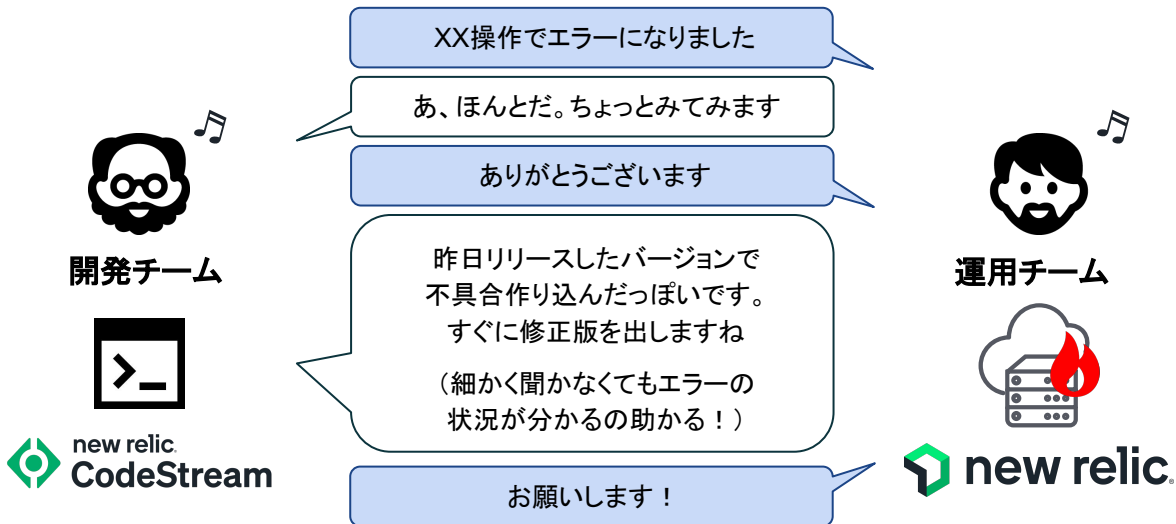 XX操作でエラーになりました
あ、ほんとだ。ちょっとみてみます
ありがとうございます
昨日リリースしたバージョンで
不具合作り込んだっぽいです。
すぐに修正版を出しますね
（細かく聞かなくてもエラーの
状況が分かるの助かる！）
お願いします！
開発チーム
new relic.
CodeStream
運用チーム
new relic.